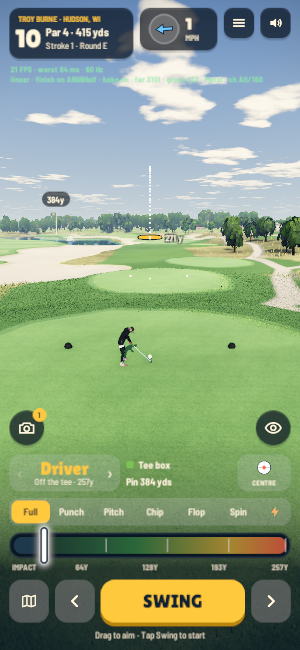 TROY BURNE · HUDSON, WI
10
Par 4 · 415 yds
Stroke 1 · Round E
1
MPH
384y
227Y
1
Driver
Off the tee · 257y
Tee box
Pin 384 yds
CENTRE
Full
Punch
Pitch
Chip
Flop
Spin
IMPACT
64Y
128Y
193Y
257Y
SWING
Drag to aim · Tap Swing to start